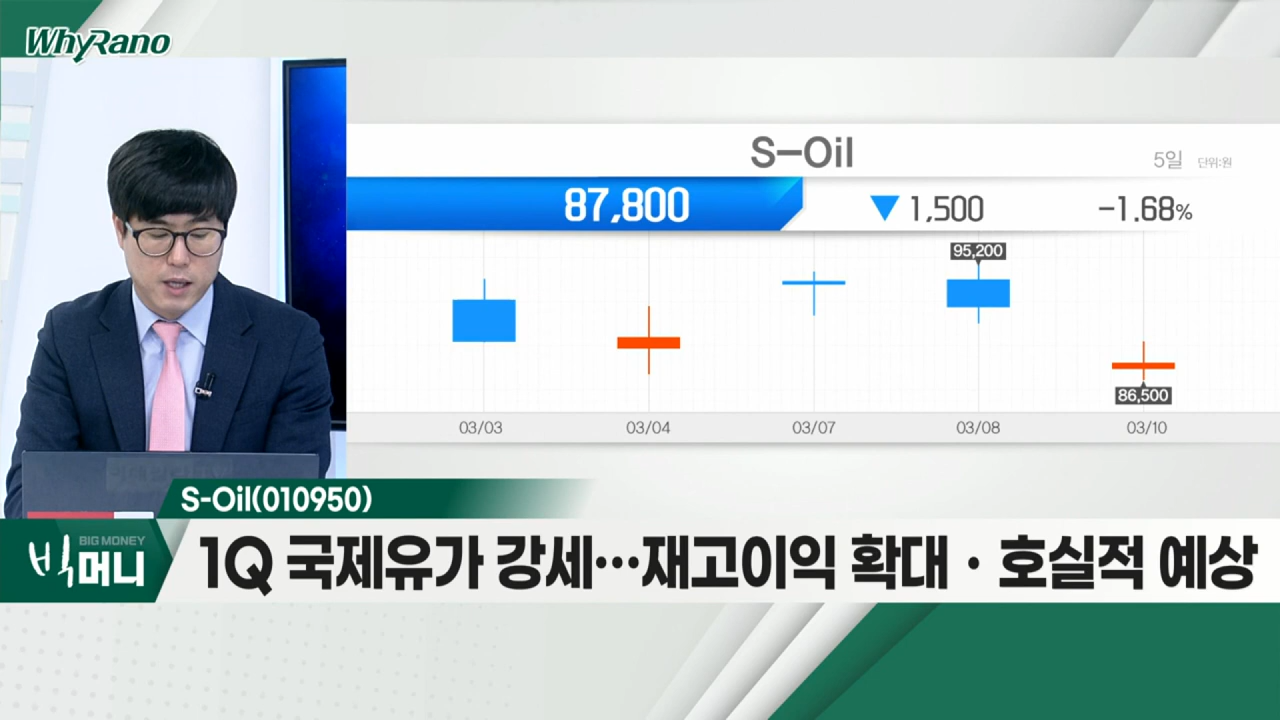 WhyRano
S-Oil
5일 단위:원
87,800 ▼ 1,500 -1.68%
95,200
86,500
03/03 03/04 03/07 03/08 03/10
S-Oil(010950)
BIG MONEY
빅머니
1Q 국제유가 강세…재고이익 확대·호실적 예상